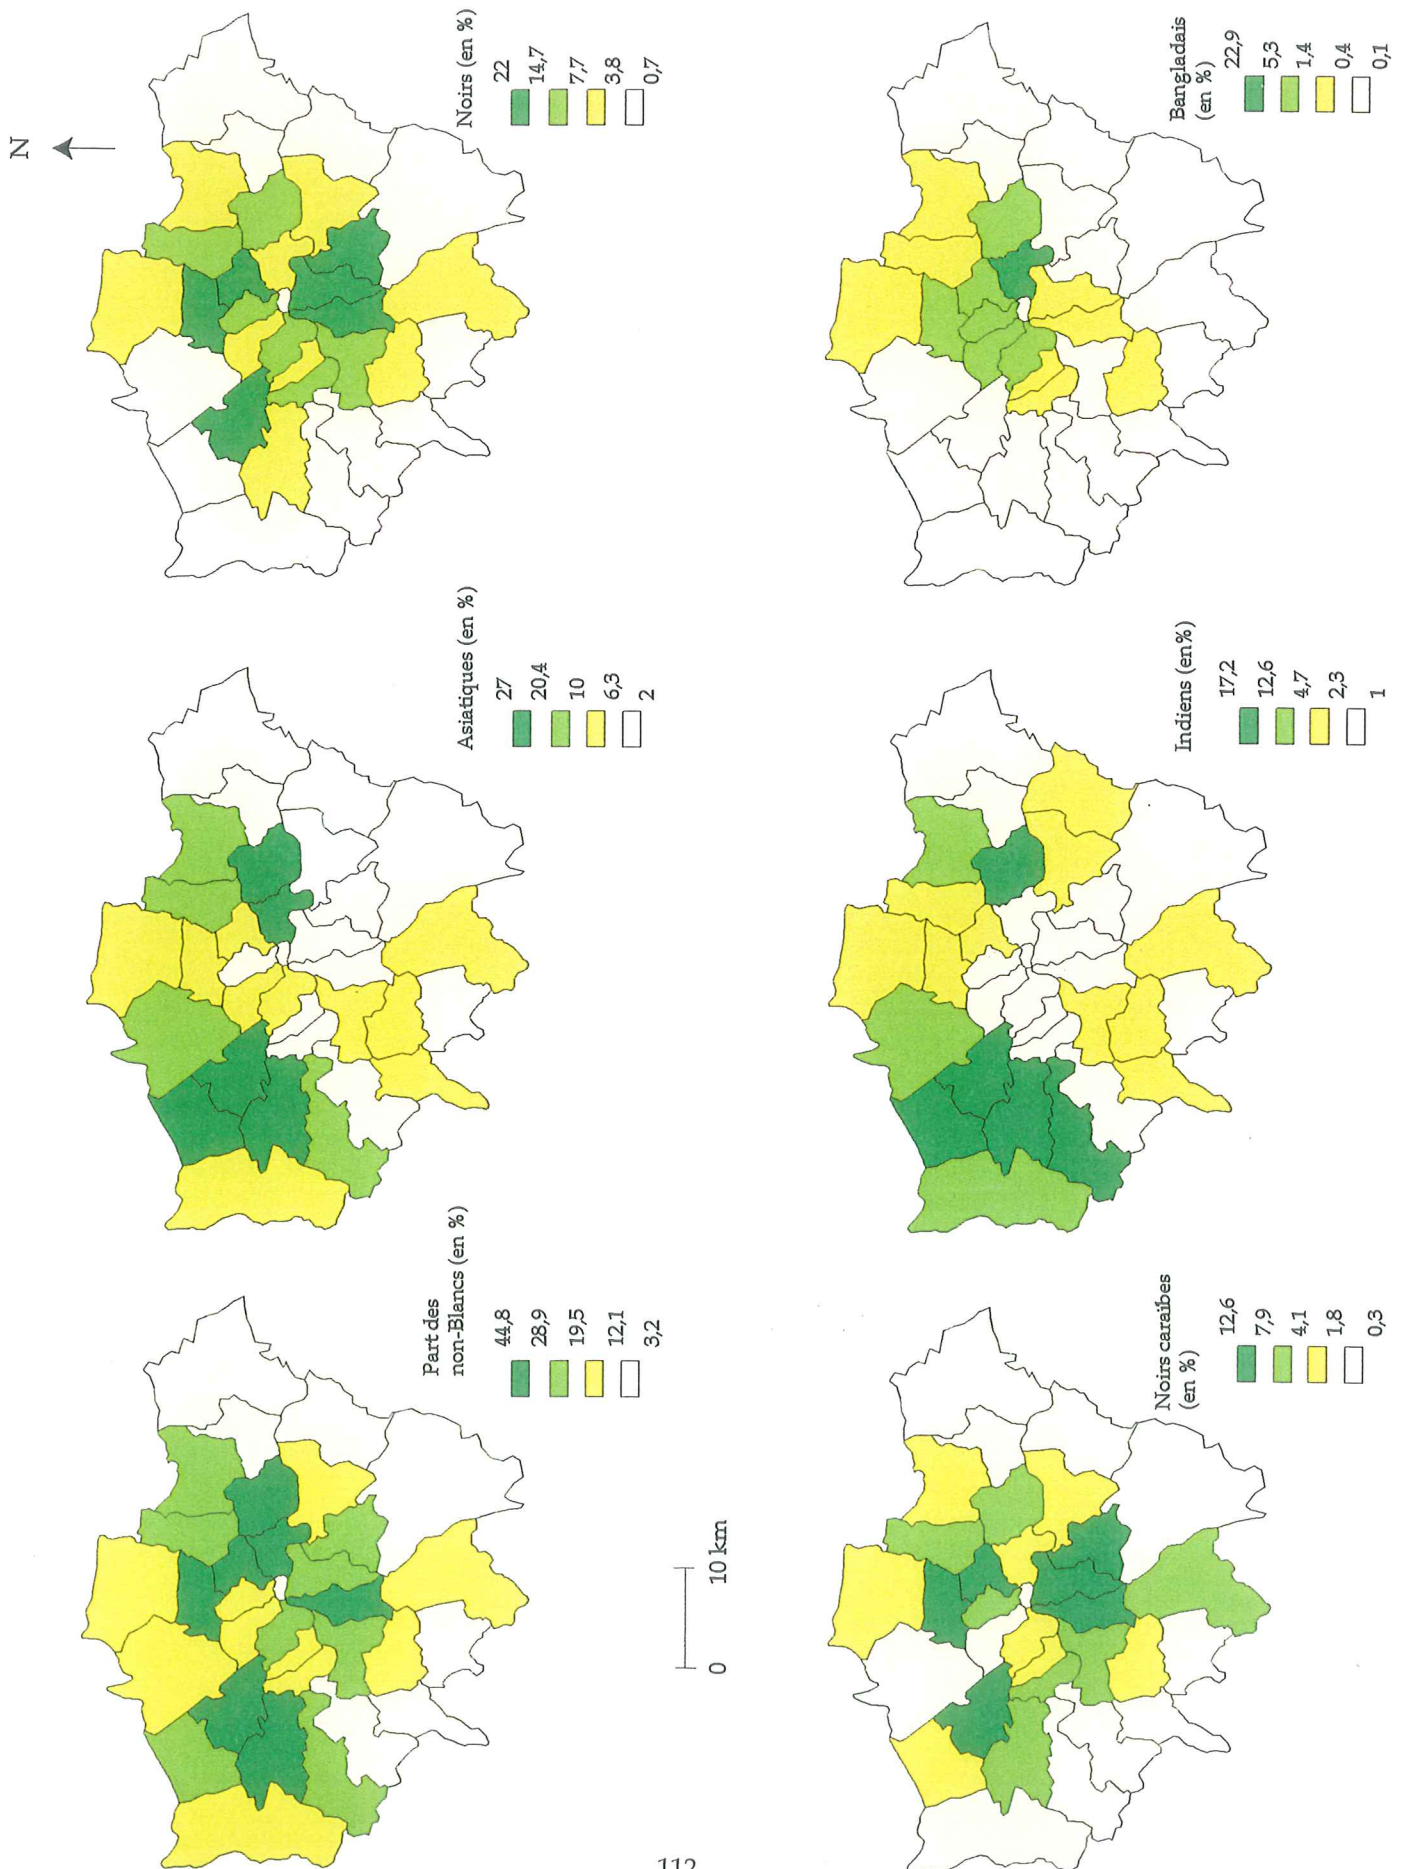 N
Noirs (en %)
22
14,7
7,7
3,8
0,7
Bangladais
(en %)
22,9
5,3
1,4
0,4
0,1
Asiatiques (en %)
27
20,4
10
6,3
2
Indiens (en%)
17,2
12,6
4,7
2,3
1
Part des
non-Blancs (en %)
44,8
28,9
19,5
12,1
3,2
Noirs caraïbes
(en %)
12,6
7,9
4,1
1,8
0,3
0 10 km
112